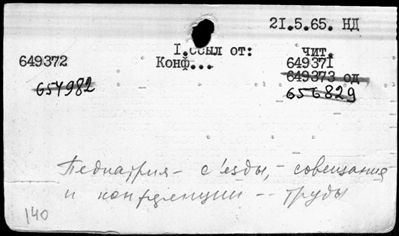 21.5.65. НД
I.ссыл от: чит.
649372 Конф... 649371
649373 од
654982 656829
Педиатрия - съезды, - совещания
и конференции -- труды
140